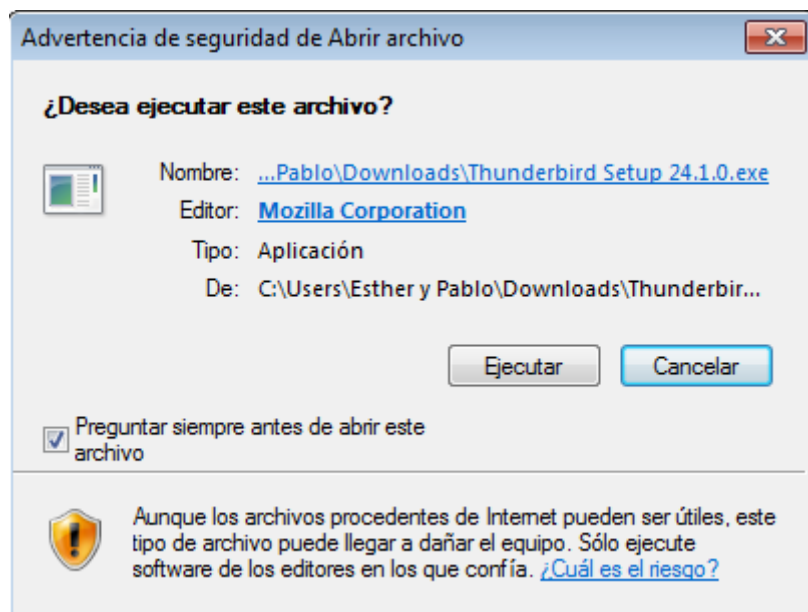 Advertencia de seguridad de Abrir archivo
¿Desea ejecutar este archivo?
Nombre: ...Pablo\Downloads\Thunderbird Setup 24.1.0.exe
Editor: Mozilla Corporation
Tipo: Aplicación
De: C:\Users\Esther y Pablo\Downloads\Thunderbir...
Ejecutar Cancelar
Preguntar siempre antes de abrir este
archivo
Aunque los archivos procedentes de Internet pueden ser útiles, este
tipo de archivo puede llegar a dañar el equipo. Sólo ejecute
software de los editores en los que confía. ¿Cuál es el riesgo?